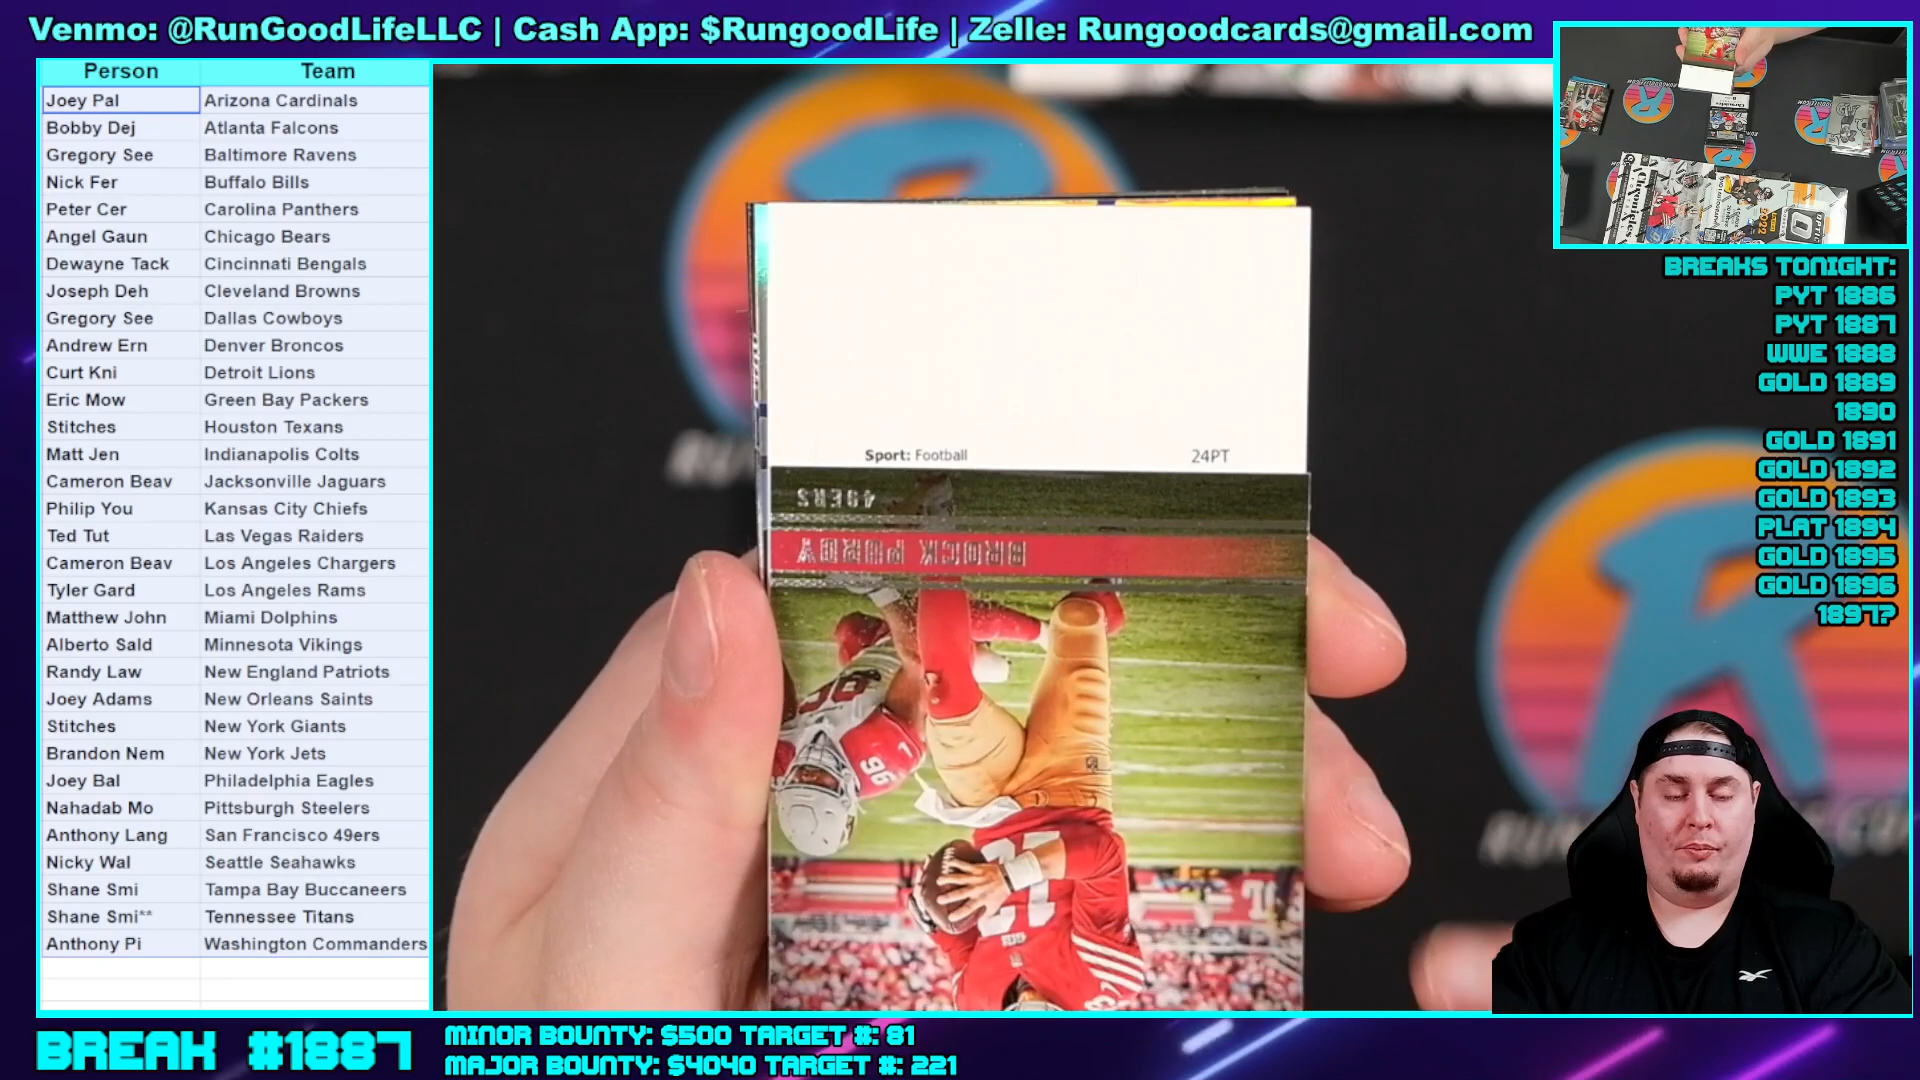 Venmo: @RunGoodLifeLLC | Cash App: $RungoodLife | Zelle: Rungoodcards@gmail.com
Person Team
Joey Pal Arizona Cardinals
Bobby Dej Atlanta Falcons
Gregory See Baltimore Ravens
Nick Fer Buffalo Bills
Peter Cer Carolina Panthers
Angel Gaun Chicago Bears
Dewayne Tack Cincinnati Bengals
Joseph Deh Cleveland Browns
Gregory See Dallas Cowboys
Andrew Ern Denver Broncos
Curt Kni Detroit Lions
Eric Mow Green Bay Packers
Stitches Houston Texans
Matt Jen Indianapolis Colts
Cameron Beav Jacksonville Jaguars
Philip You Kansas City Chiefs
Ted Tut Las Vegas Raiders
Cameron Beav Los Angeles Chargers
Tyler Gard Los Angeles Rams
Matthew John Miami Dolphins
Alberto Sald Minnesota Vikings
Randy Law New England Patriots
Joey Adams New Orleans Saints
Stitches New York Giants
Brandon Nem New York Jets
Joey Bal Philadelphia Eagles
Nahadab Mo Pittsburgh Steelers
Anthony Lang San Francisco 49ers
Nicky Wal Seattle Seahawks
Shane Smi Tampa Bay Buccaneers
Shane Smi** Tennessee Titans
Anthony Pi Washington Commanders
Sport: Football 24PT
49ERS
BROCK PURDY
96
13
Chronicles
2022
OPTIC
BREAKS TONIGHT:
PYT 1886
PYT 1887
WWE 1888
GOLD 1889
1890
GOLD 1891
GOLD 1892
GOLD 1893
PLAT 1894
GOLD 1895
GOLD 1896
1897?
BREAK #1887
MINOR BOUNTY: $500 TARGET #: 81
MAJOR BOUNTY: $4040 TARGET #: 221